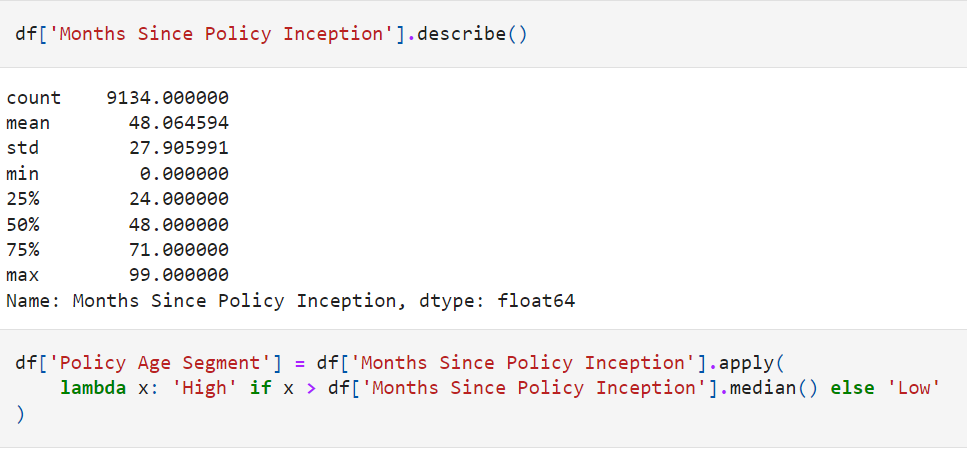 df['Months Since Policy Inception'].describe()
count    9134.000000
mean       48.064594
std        27.905991
min         0.000000
25%        24.000000
50%        48.000000
75%        71.000000
max        99.000000
Name: Months Since Policy Inception, dtype: float64
df['Policy Age Segment'] = df['Months Since Policy Inception'].apply(
    lambda x: 'High' if x > df['Months Since Policy Inception'].median() else 'Low'
)